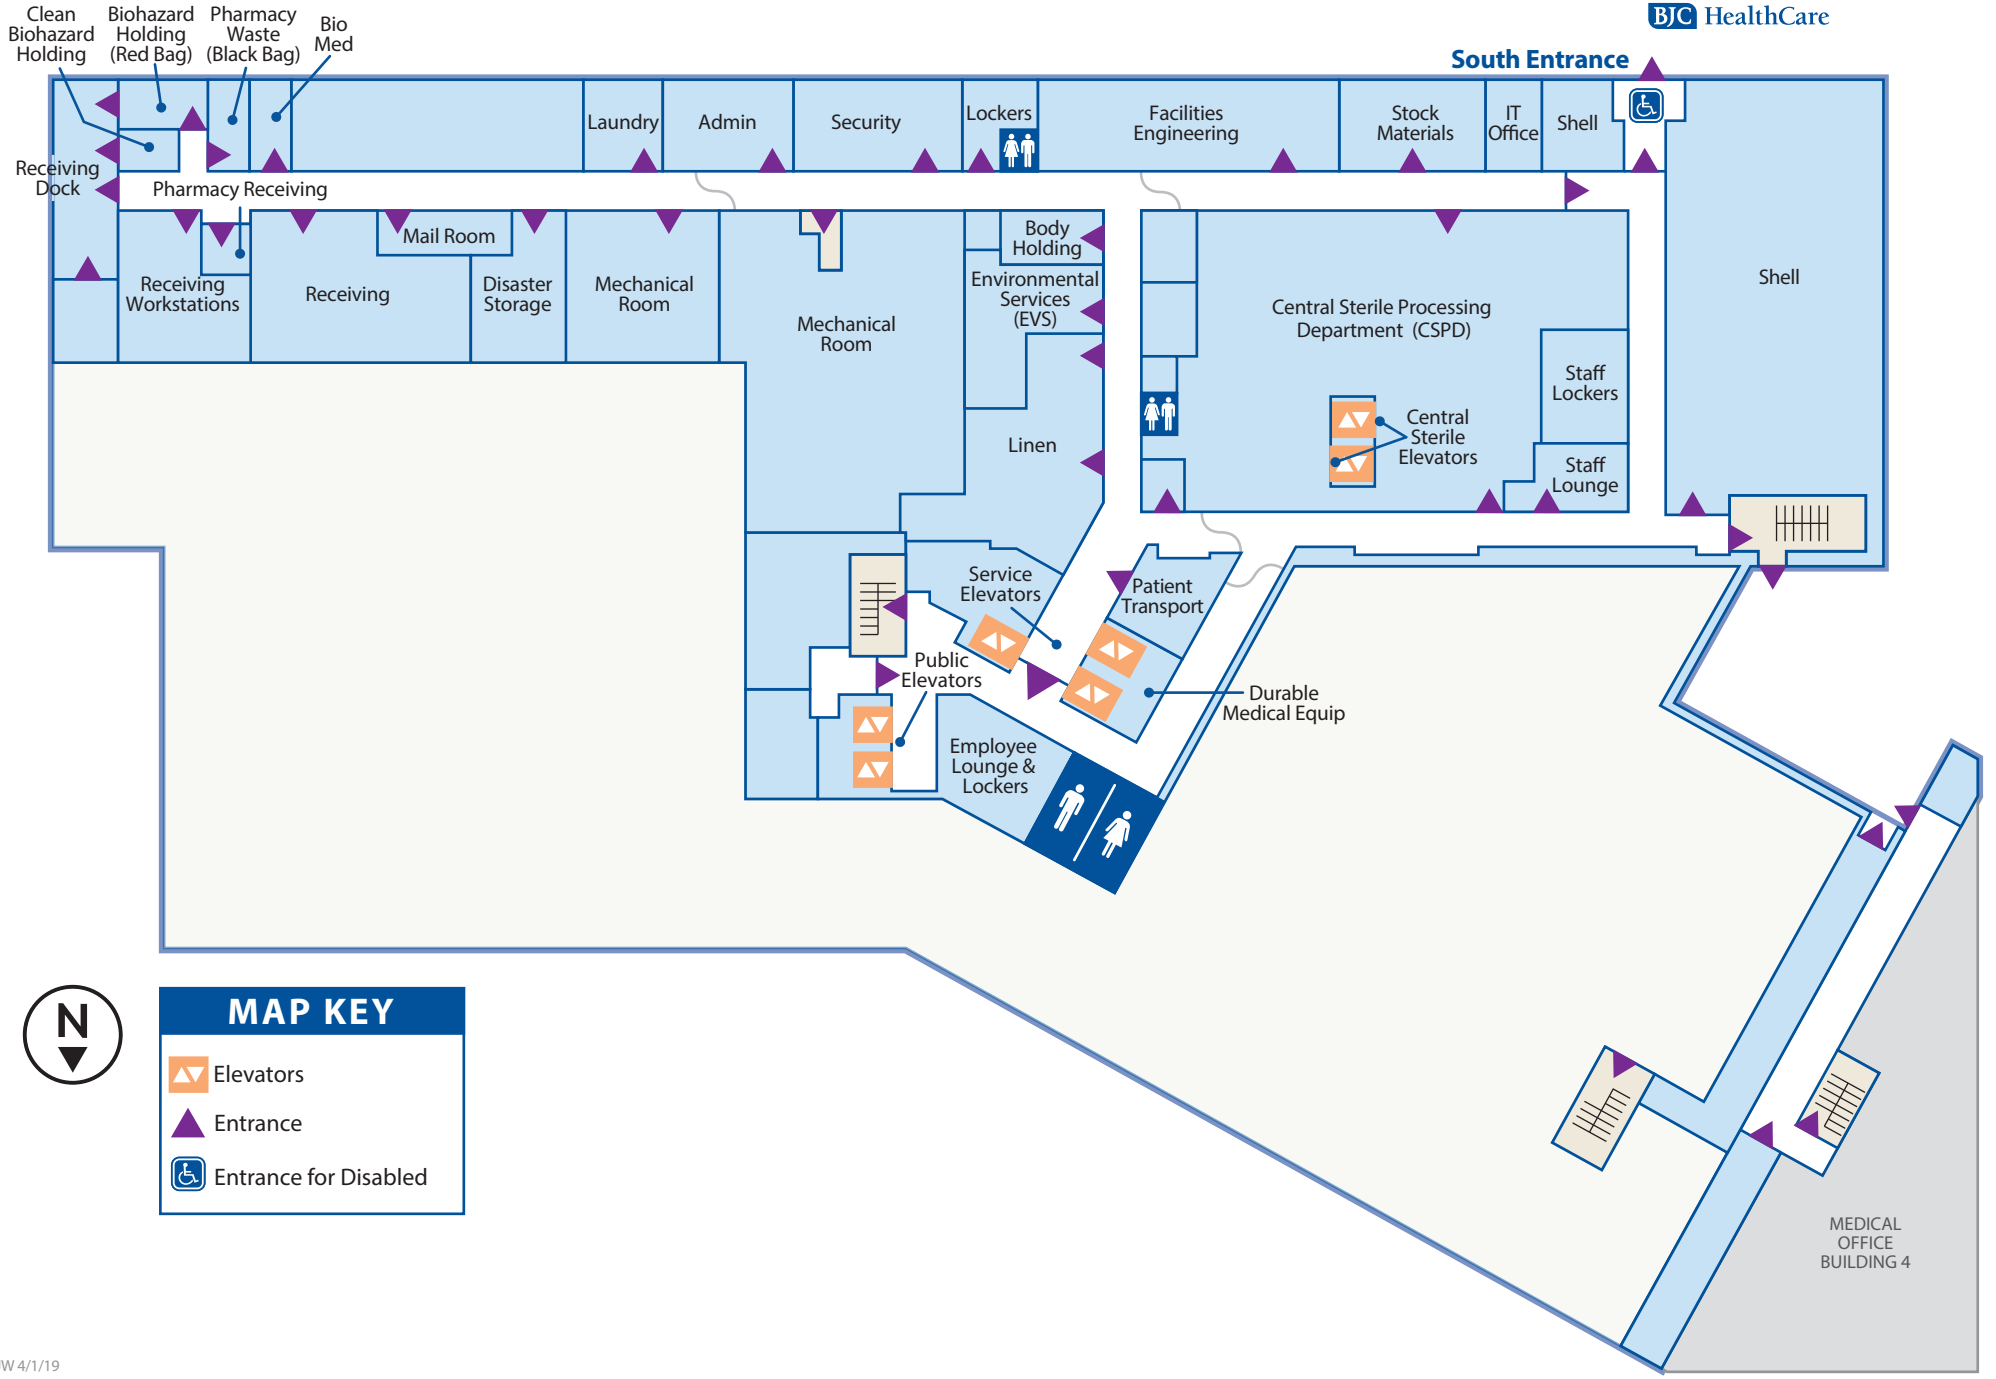 BJC HealthCare
South Entrance
Clean
Biohazard
Holding
Biohazard
Holding
(Red Bag)
Pharmacy
Waste
(Black Bag)
Bio
Med
Laundry
Admin
Security
Lockers
Facilities
Engineering
Stock
Materials
IT
Office
Shell
Receiving
Dock
Pharmacy Receiving
Mail Room
Receiving
Workstations
Receiving
Disaster
Storage
Mechanical
Room
Mechanical
Room
Body
Holding
Environmental
Services
(EVS)
Linen
Central Sterile Processing
Department (CSPD)
Staff
Lockers
Central
Sterile
Elevators
Staff
Lounge
Shell
Service
Elevators
Patient
Transport
Public
Elevators
Durable
Medical Equip
Employee
Lounge &
Lockers
N
MAP KEY
Elevators
Entrance
Entrance for Disabled
MEDICAL
OFFICE
BUILDING 4
W 4/1/19